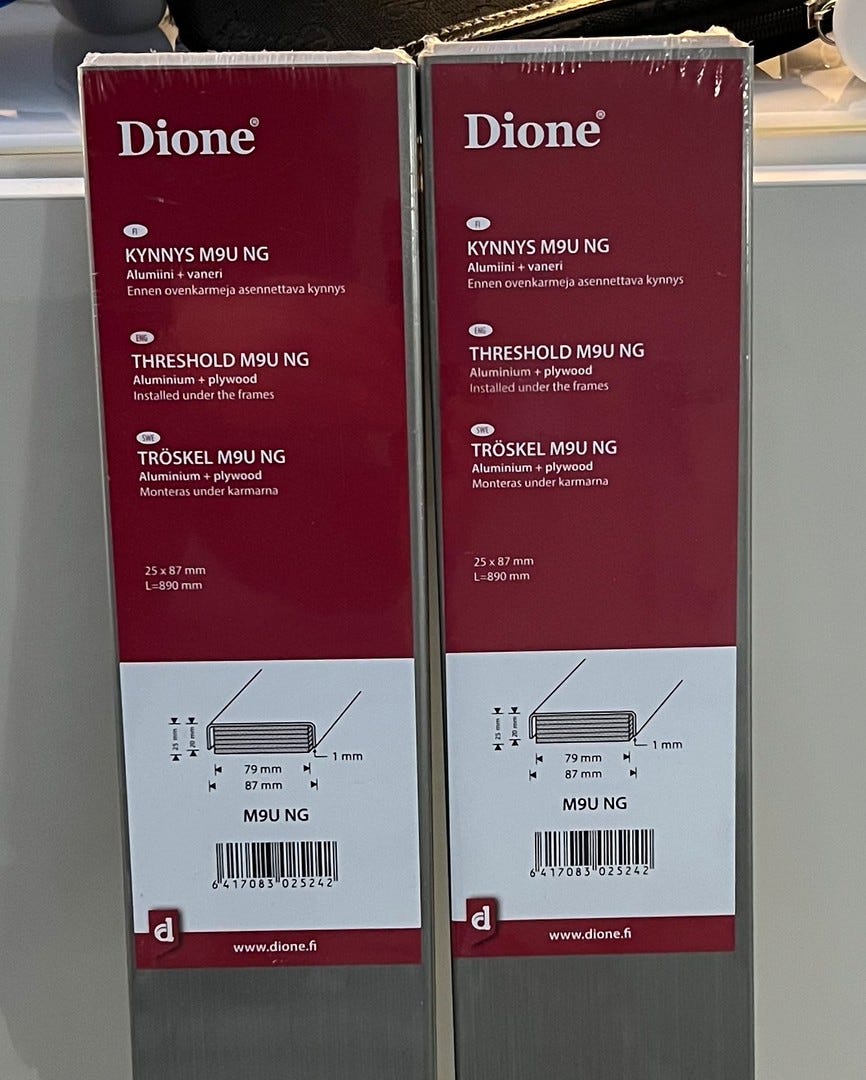 Dione®
FI
KYNNYS M9U NG
Alumiini + vaneri
Ennen ovenkarmeja asennettava kynnys
ENG
THRESHOLD M9U NG
Aluminium + plywood
Installed under the frames
SWE
TRÖSKEL M9U NG
Aluminium + plywood
Monteras under karmarna
25 x 87 mm
L=890 mm
25 mm
20 mm
1 mm
79 mm
87 mm
M9U NG
6 417083 025242
d
www.dione.fi
Dione®
FI
KYNNYS M9U NG
Alumiini + vaneri
Ennen ovenkarmeja asennettava kynnys
ENG
THRESHOLD M9U NG
Aluminium + plywood
Installed under the frames
SWE
TRÖSKEL M9U NG
Aluminium + plywood
Monteras under karmarna
25 x 87 mm
L=890 mm
25 mm
20 mm
1 mm
79 mm
87 mm
M9U NG
6 417083 025242
d
www.dione.fi